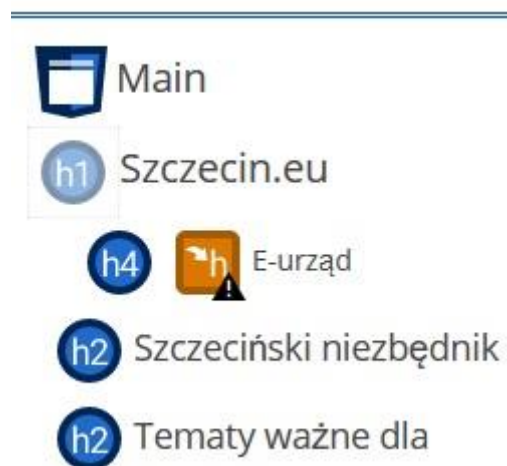 Main
h1 Szczecin.eu
h4 h E-urząd
h2 Szczeciński niezbędnik
h2 Tematy ważne dla